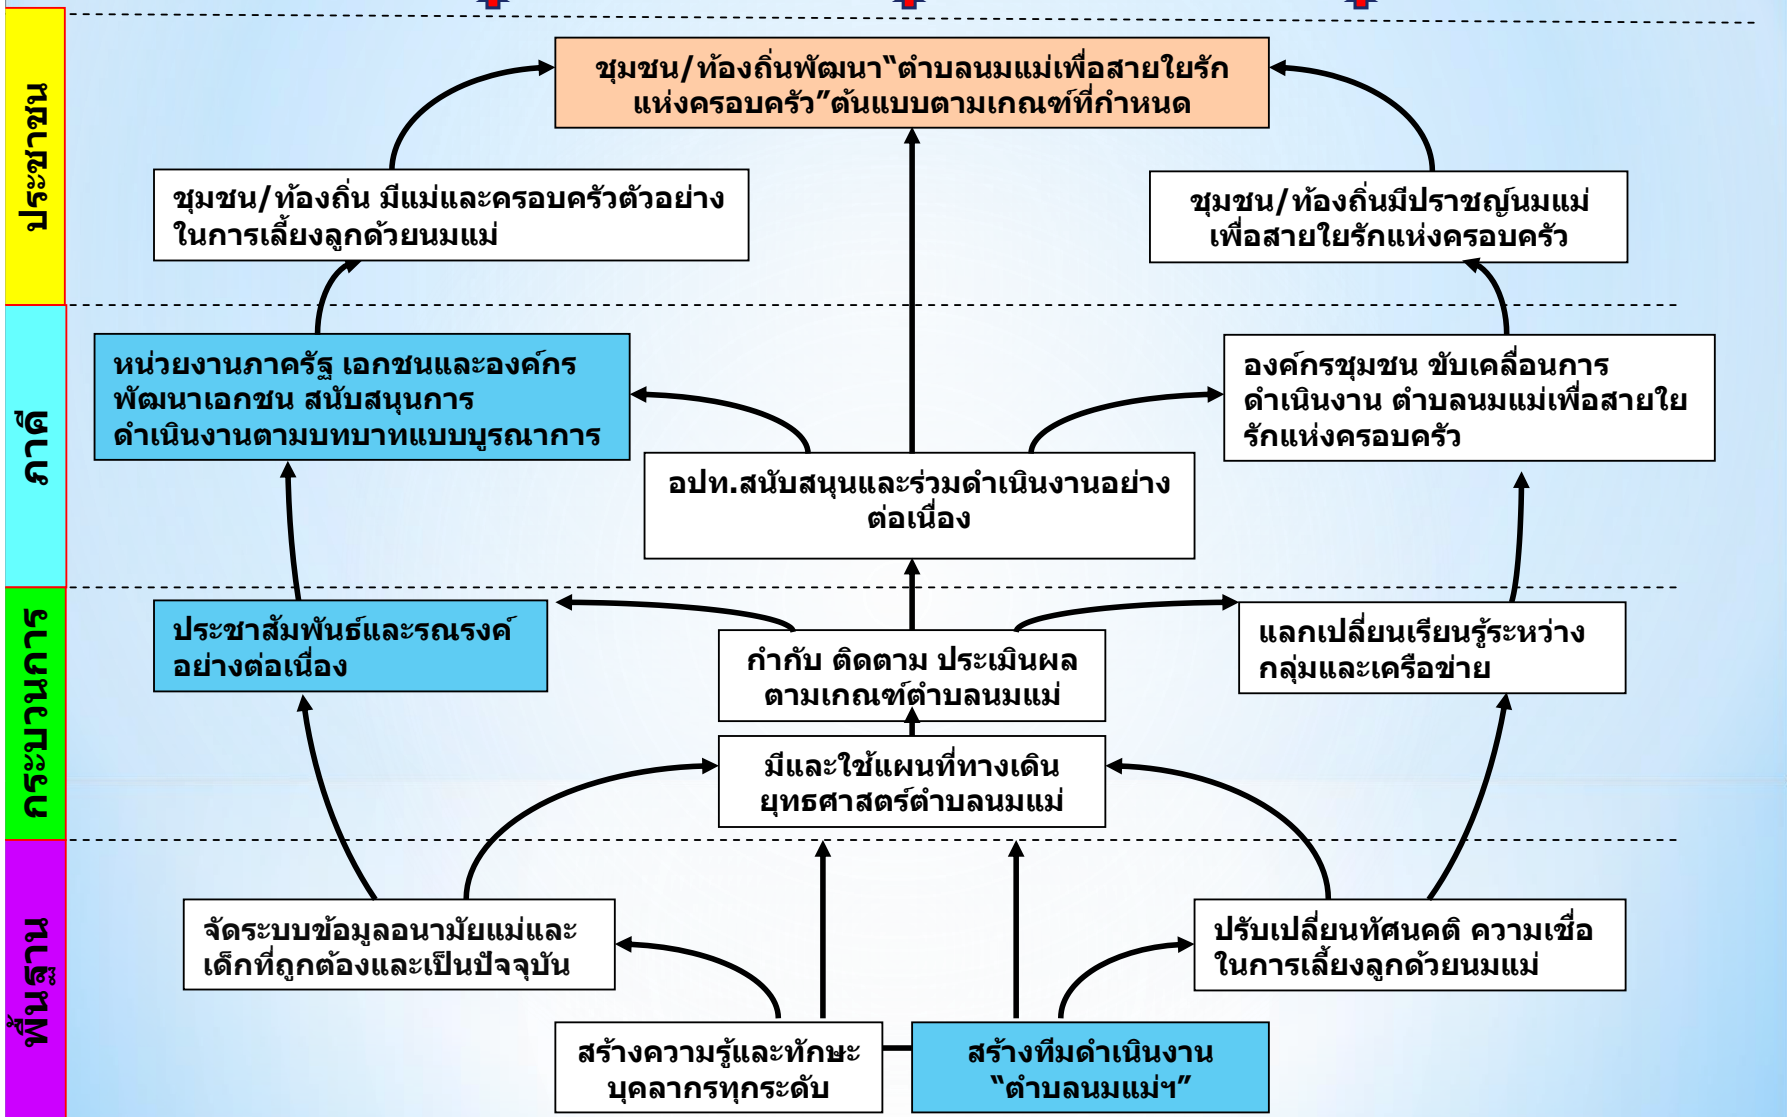 ประชาชน
ชุมชน/ท้องถิ่นพัฒนา“ตำบลนมแม่เพื่อสายใยรัก
แห่งครอบครัว”ต้นแบบตามเกณฑ์ที่กำหนด
ชุมชน/ท้องถิ่น มีแม่และครอบครัวตัวอย่าง
ในการเลี้ยงลูกด้วยนมแม่
ชุมชน/ท้องถิ่นมีปราชญ์นมแม่
เพื่อสายใยรักแห่งครอบครัว
ภาคี
หน่วยงานภาครัฐ เอกชนและองค์กร
พัฒนาเอกชน สนับสนุนการ
ดำเนินงานตามบทบาทแบบบูรณาการ
องค์กรชุมชน ขับเคลื่อนการ
ดำเนินงาน ตำบลนมแม่เพื่อสายใย
รักแห่งครอบครัว
อปท.สนับสนุนและร่วมดำเนินงานอย่าง
ต่อเนื่อง
กระบวนการ
ประชาสัมพันธ์และรณรงค์
อย่างต่อเนื่อง
กำกับ ติดตาม ประเมินผล
ตามเกณฑ์ตำบลนมแม่
แลกเปลี่ยนเรียนรู้ระหว่าง
กลุ่มและเครือข่าย
มีและใช้แผนที่ทางเดิน
ยุทธศาสตร์ตำบลนมแม่
พื้นฐาน
จัดระบบข้อมูลอนามัยแม่และ
เด็กที่ถูกต้องและเป็นปัจจุบัน
ปรับเปลี่ยนทัศนคติ ความเชื่อ
ในการเลี้ยงลูกด้วยนมแม่
สร้างความรู้และทักษะ
บุคลากรทุกระดับ
สร้างทีมดำเนินงาน
“ตำบลนมแม่ฯ”